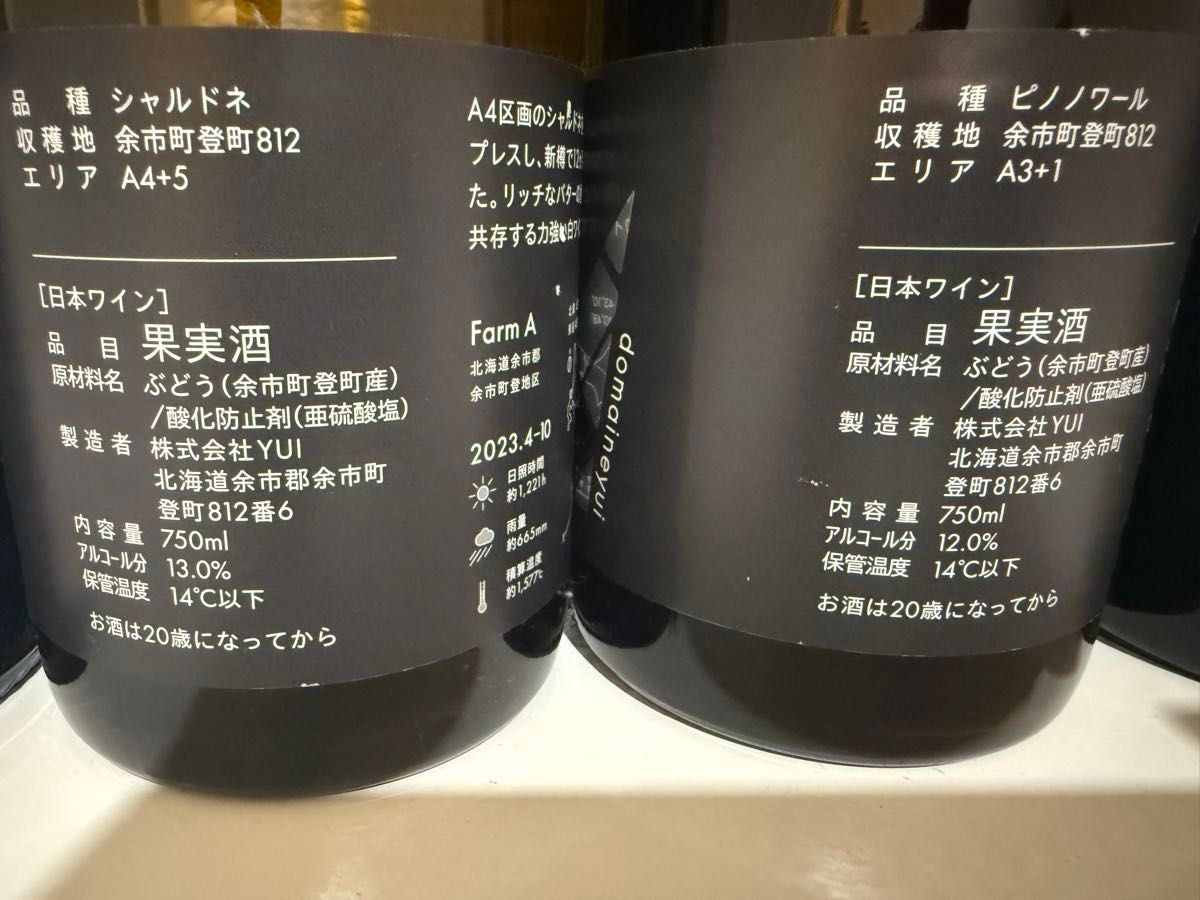 品種 シャルドネ
収穫地 余市町登町812
エリア A4+5
[日本ワイン]
品目 果実酒
原材料名 ぶどう(余市町登町産)
/酸化防止剤(亜硫酸塩)
製造者 株式会社YUI
北海道余市郡余市町
登町812番6
内容量 750ml
アルコール分 13.0%
保管温度 14℃以下
お酒は20歳になってから
A4区画のシャルドネ
プレスし、新樽で12
た。リッチなバターの
共存する力強い白ワイ
Farm A
北海道余市郡
余市町登地区
2023.4-10
日照時間
約1,221h
雨量
約665mm
積算温度
約1,577℃
domaineyui
品種 ピノノワール
収穫地 余市町登町812
エリア A3+1
[日本ワイン]
品目 果実酒
原材料名 ぶどう(余市町登町産)
/酸化防止剤(亜硫酸塩)
製造者 株式会社YUI
北海道余市郡余市町
登町812番6
内容量 750ml
アルコール分 12.0%
保管温度 14℃以下
お酒は20歳になってから